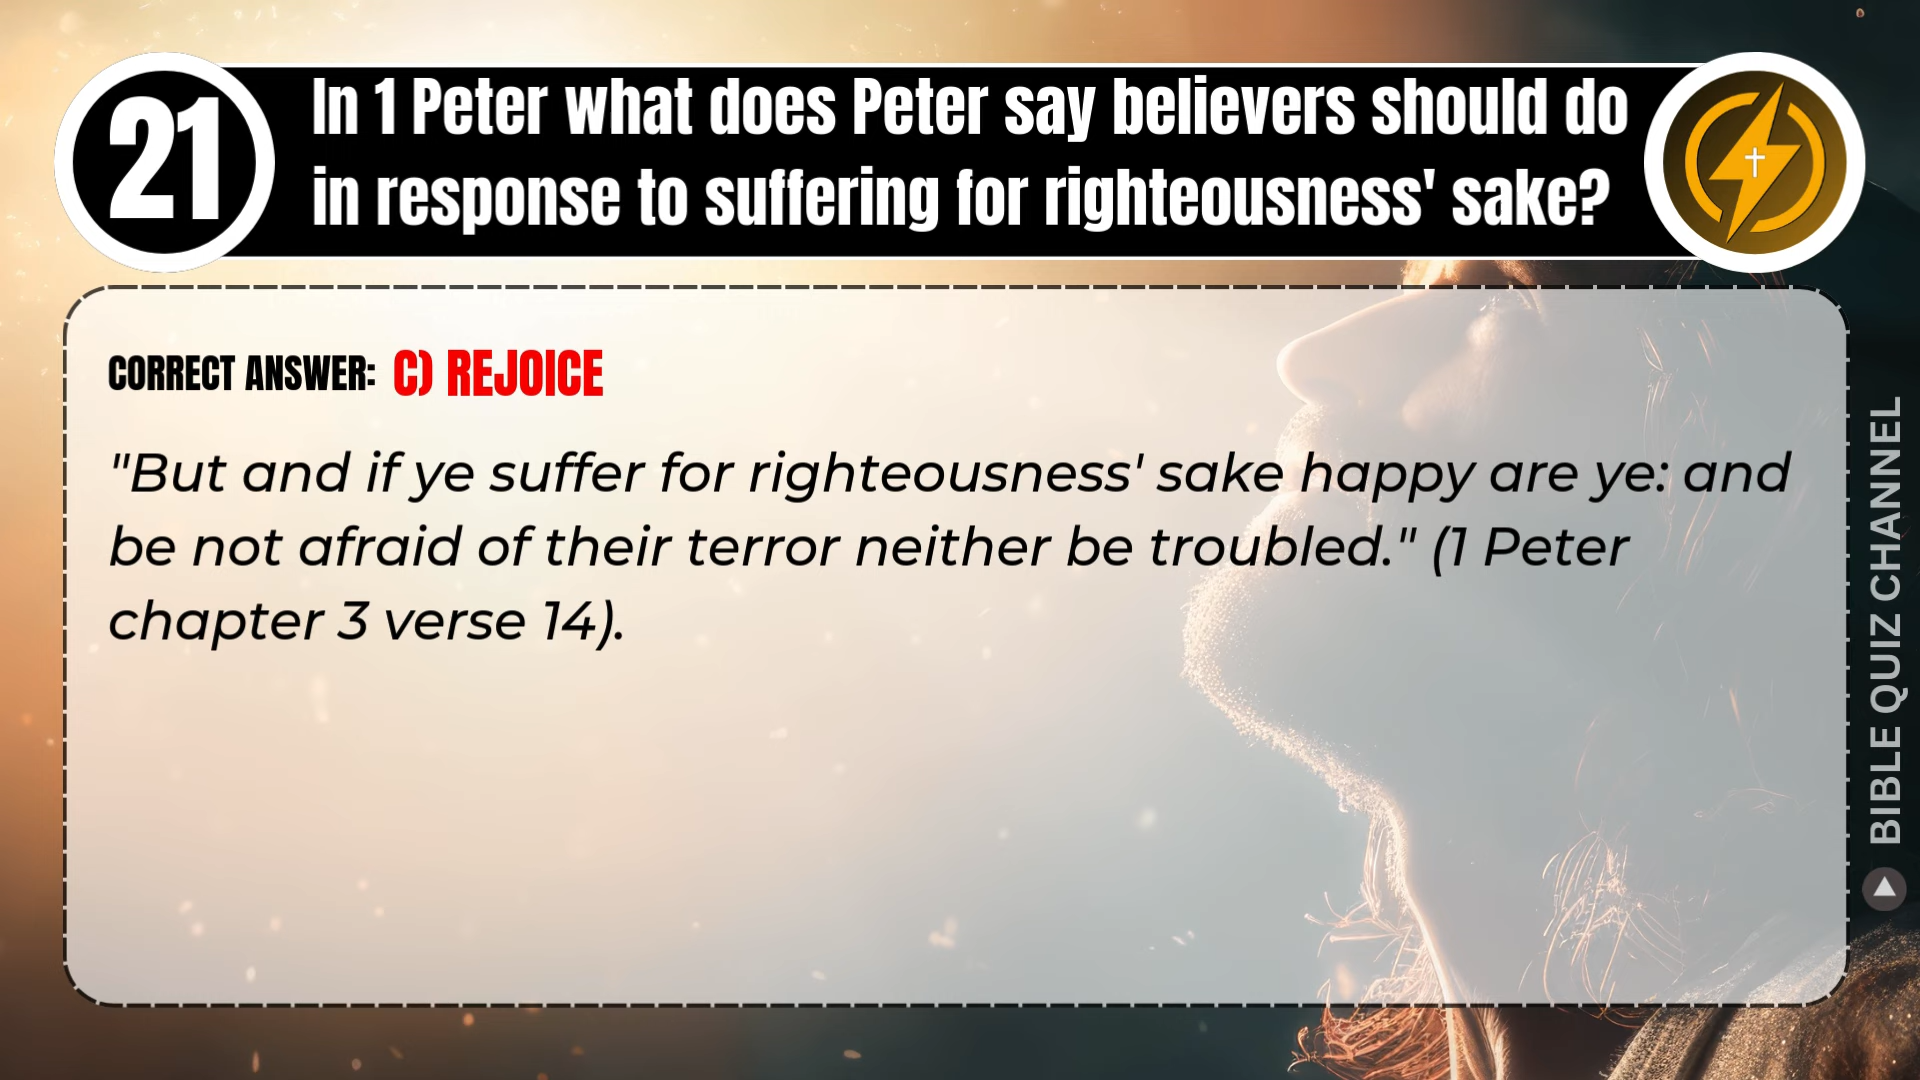 21
In 1 Peter what does Peter say believers should do
in response to suffering for righteousness' sake?
CORRECT ANSWER: C) REJOICE
"But and if ye suffer for righteousness' sake happy are ye: and
be not afraid of their terror neither be troubled." (1 Peter
chapter 3 verse 14).
BIBLE QUIZ CHANNEL